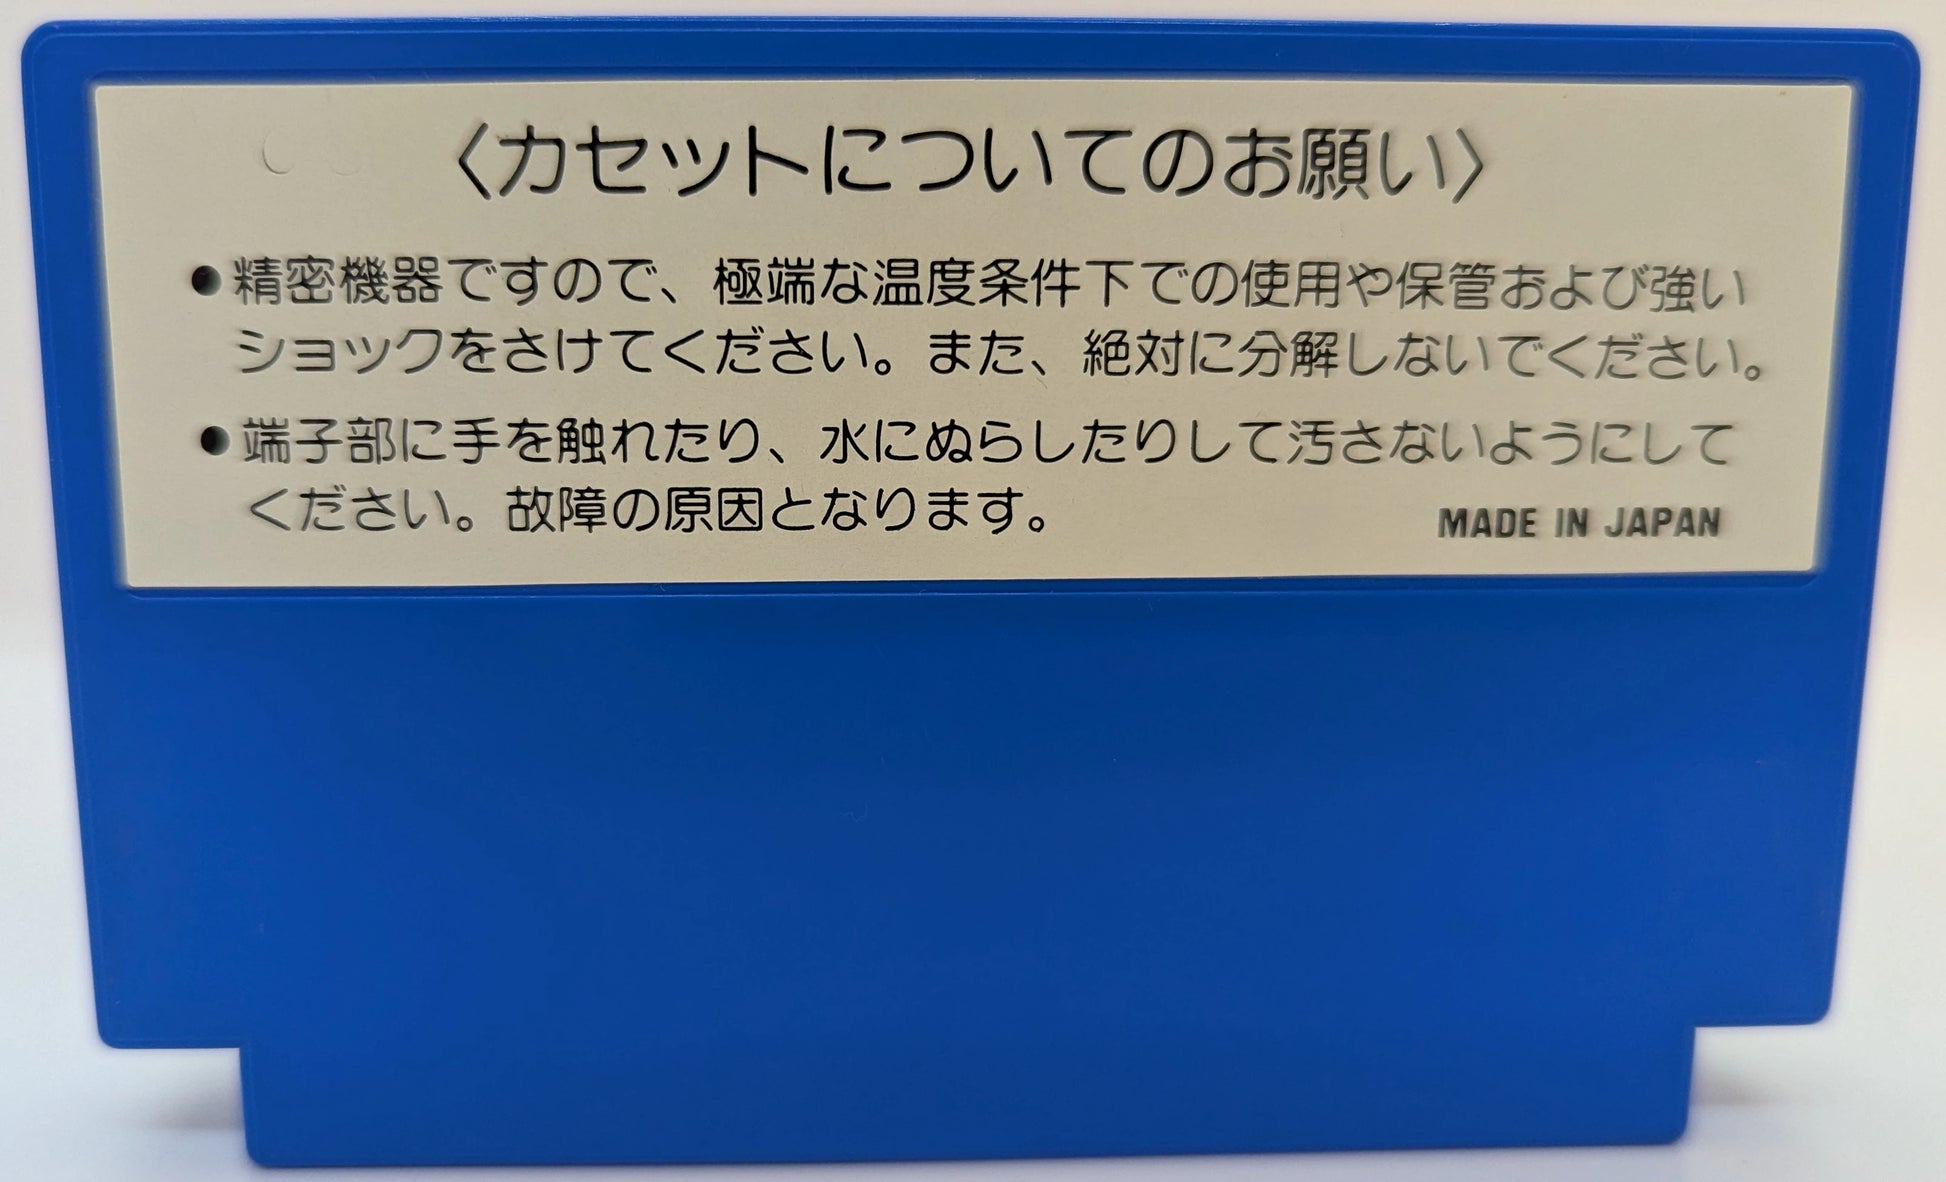 〈カセットについてのお願い〉
●精密機器ですので、極端な温度条件下での使用や保管および強い
ショックをさけてください。また、絶対に分解しないでください。
●端子部に手を触れたり、水にぬらしたりして汚さないようにして
ください。故障の原因となります。
MADE IN JAPAN